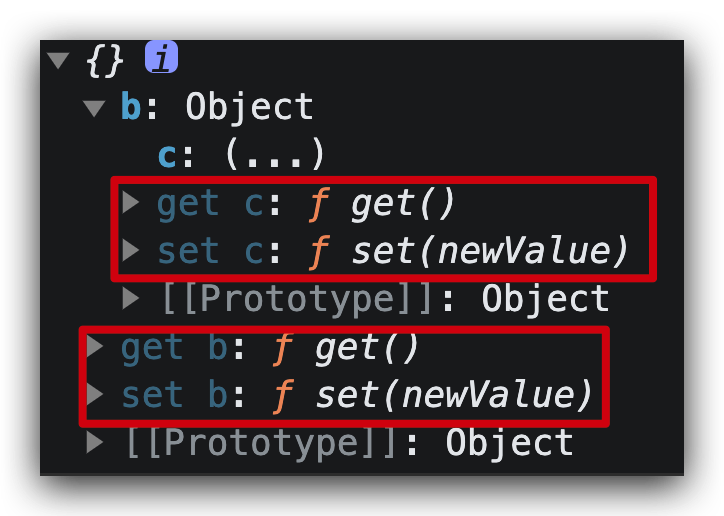 {} i
b: Object
c: (...)
get c: ƒ get()
set c: ƒ set(newValue)
[[Prototype]]: Object
get b: ƒ get()
set b: ƒ set(newValue)
[[Prototype]]: Object